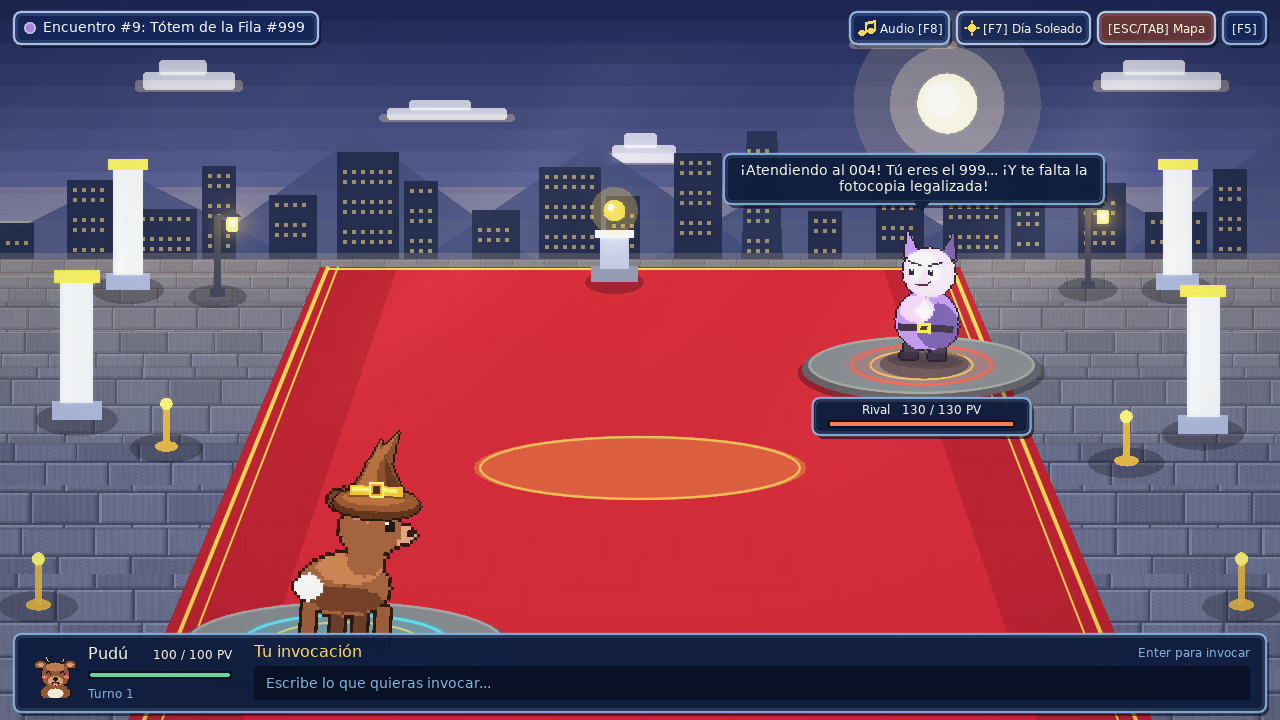 Encuentro #9: Tótem de la Fila #999
Audio [F8]
[F7] Día Soleado
[ESC/TAB] Mapa
[F5]
¡Atendiendo al 004! Tú eres el 999... ¡Y te falta la
fotocopia legalizada!
Rival 130 / 130 PV
Pudú 100 / 100 PV
Turno 1
Tu invocación
Enter para invocar
Escribe lo que quieras invocar...